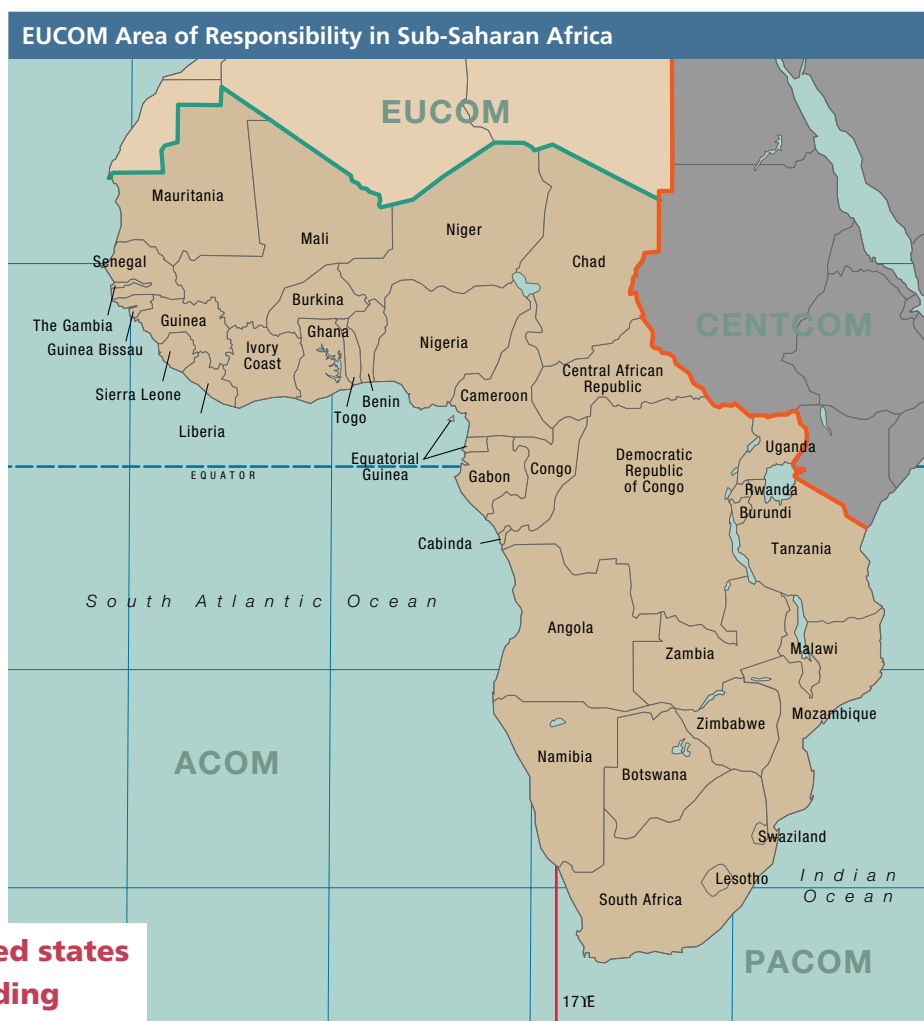 EUCOM Area of Responsibility in Sub-Saharan Africa
EUCOM
Mauritania
Mali
Niger
Chad
Senegal
The Gambia
Guinea Bissau
Guinea
Sierra Leone
Liberia
Ivory
Coast
Burkina
Ghana
Togo
Benin
Nigeria
CENTCOM
Cameroon
Central African
Republic
Equatorial
Guinea
EQUATOR
Gabon
Congo
Democratic
Republic
of Congo
Uganda
Rwanda
Burundi
Cabinda
Tanzania
South Atlantic Ocean
Angola
Zambia
Malawi
Mozambique
Zimbabwe
ACOM
Namibia
Botswana
Swaziland
Lesotho
South Africa
Indian
Ocean
PACOM
17ϒE
ed states
ding